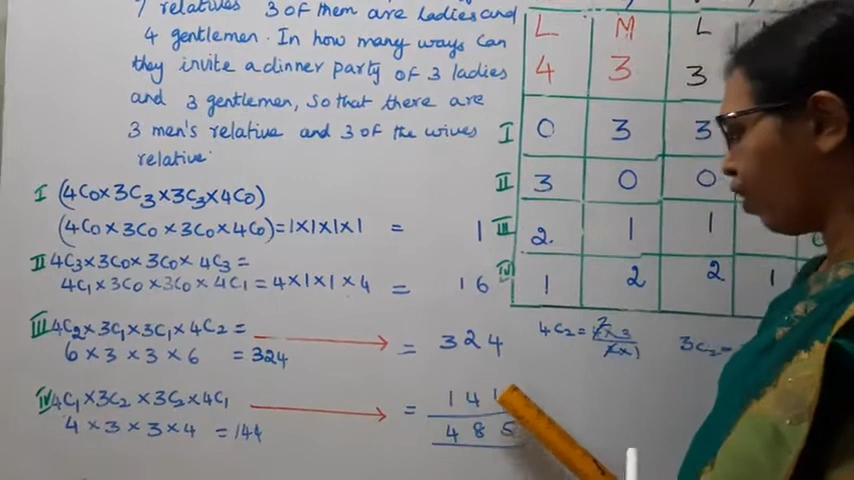 7 relatives 3 of them are Ladies and
4 gentlemen. In how many ways can
they invite a dinner party of 3 ladies
and 3 gentlemen, so that there are
3 men's relative and 3 of the wives
relative.
L M L
4 3 3
I 0 3 3
II 3 0 0
III 2 1 1
IV 1 2 2 1
I (4C0×3C3×3C3×4C0)
(4C0×3C0×3C0×4C0)=1×1×1×1 = 1
II 4C3×3C0×3C0×4C3=
4C1×3C0×3C0×4C1=4×1×1×4 = 16
III 4C2×3C1×3C1×4C2= = 324
6×3×3×6 =324
IV 4C1×3C2×3C2×4C1 = 14
4×3×3×4 =144
485
4C2= 4×3
2×1
3C2=